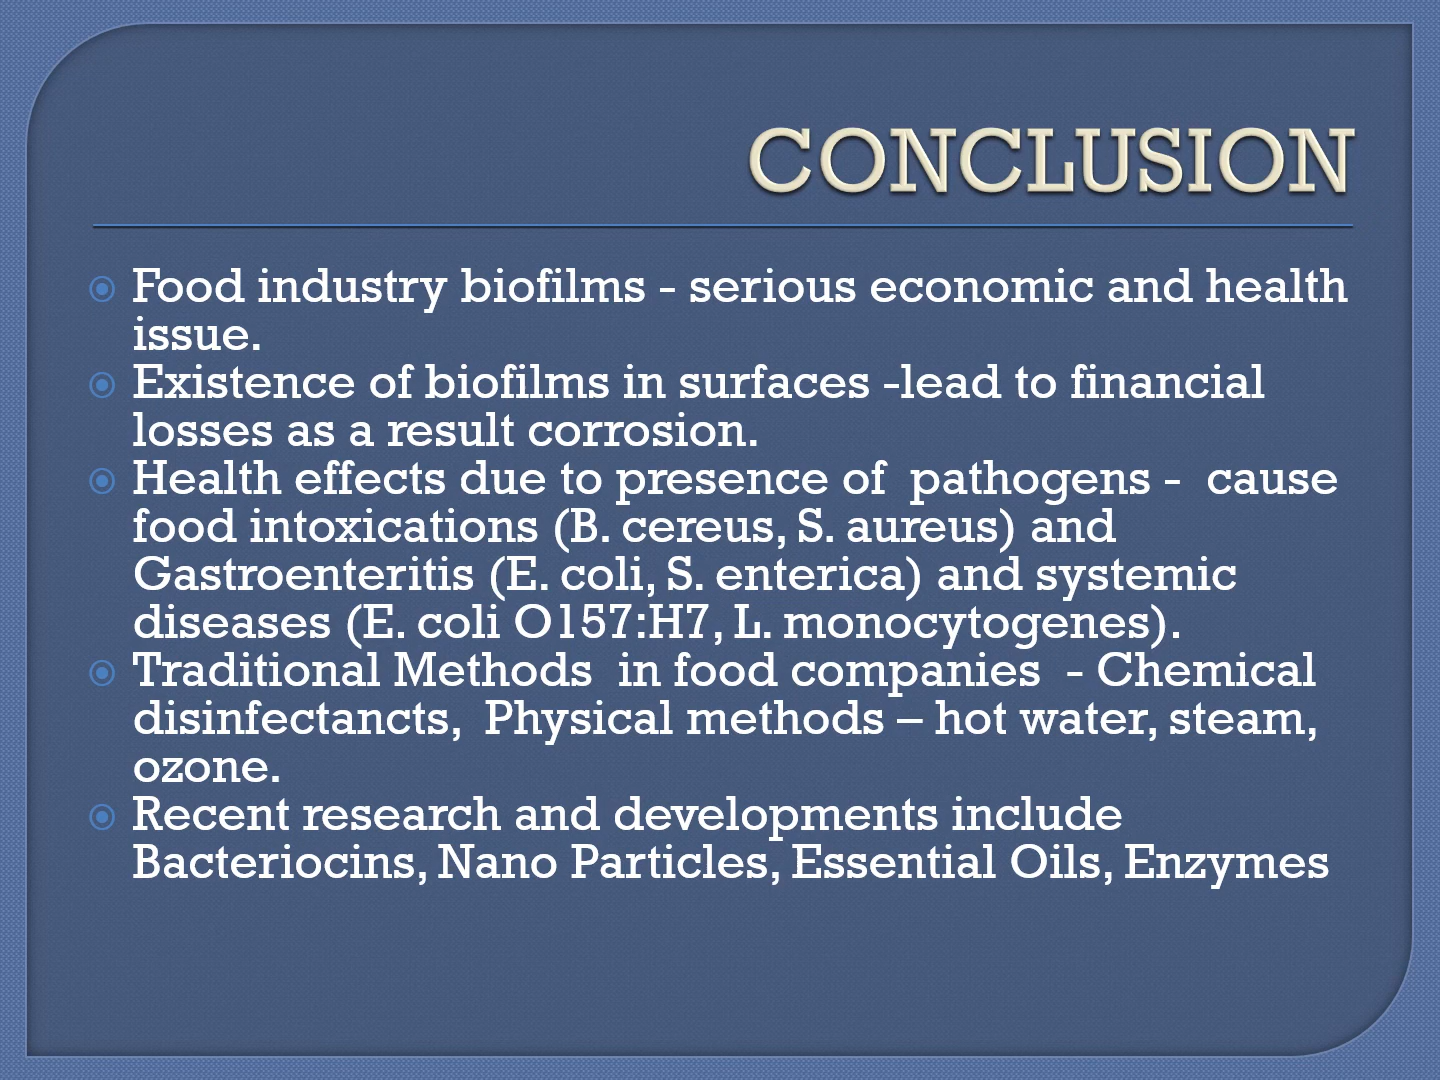 CONCLUSION
Food industry biofilms - serious economic and health
issue.
Existence of biofilms in surfaces -lead to financial
losses as a result corrosion.
Health effects due to presence of  pathogens -  cause
food intoxications (B. cereus, S. aureus) and
Gastroenteritis (E. coli, S. enterica) and systemic
diseases (E. coli O157:H7, L. monocytogenes).
Traditional Methods  in food companies  - Chemical
disinfectancts,  Physical methods – hot water, steam,
ozone.
Recent research and developments include
Bacteriocins, Nano Particles, Essential Oils, Enzymes